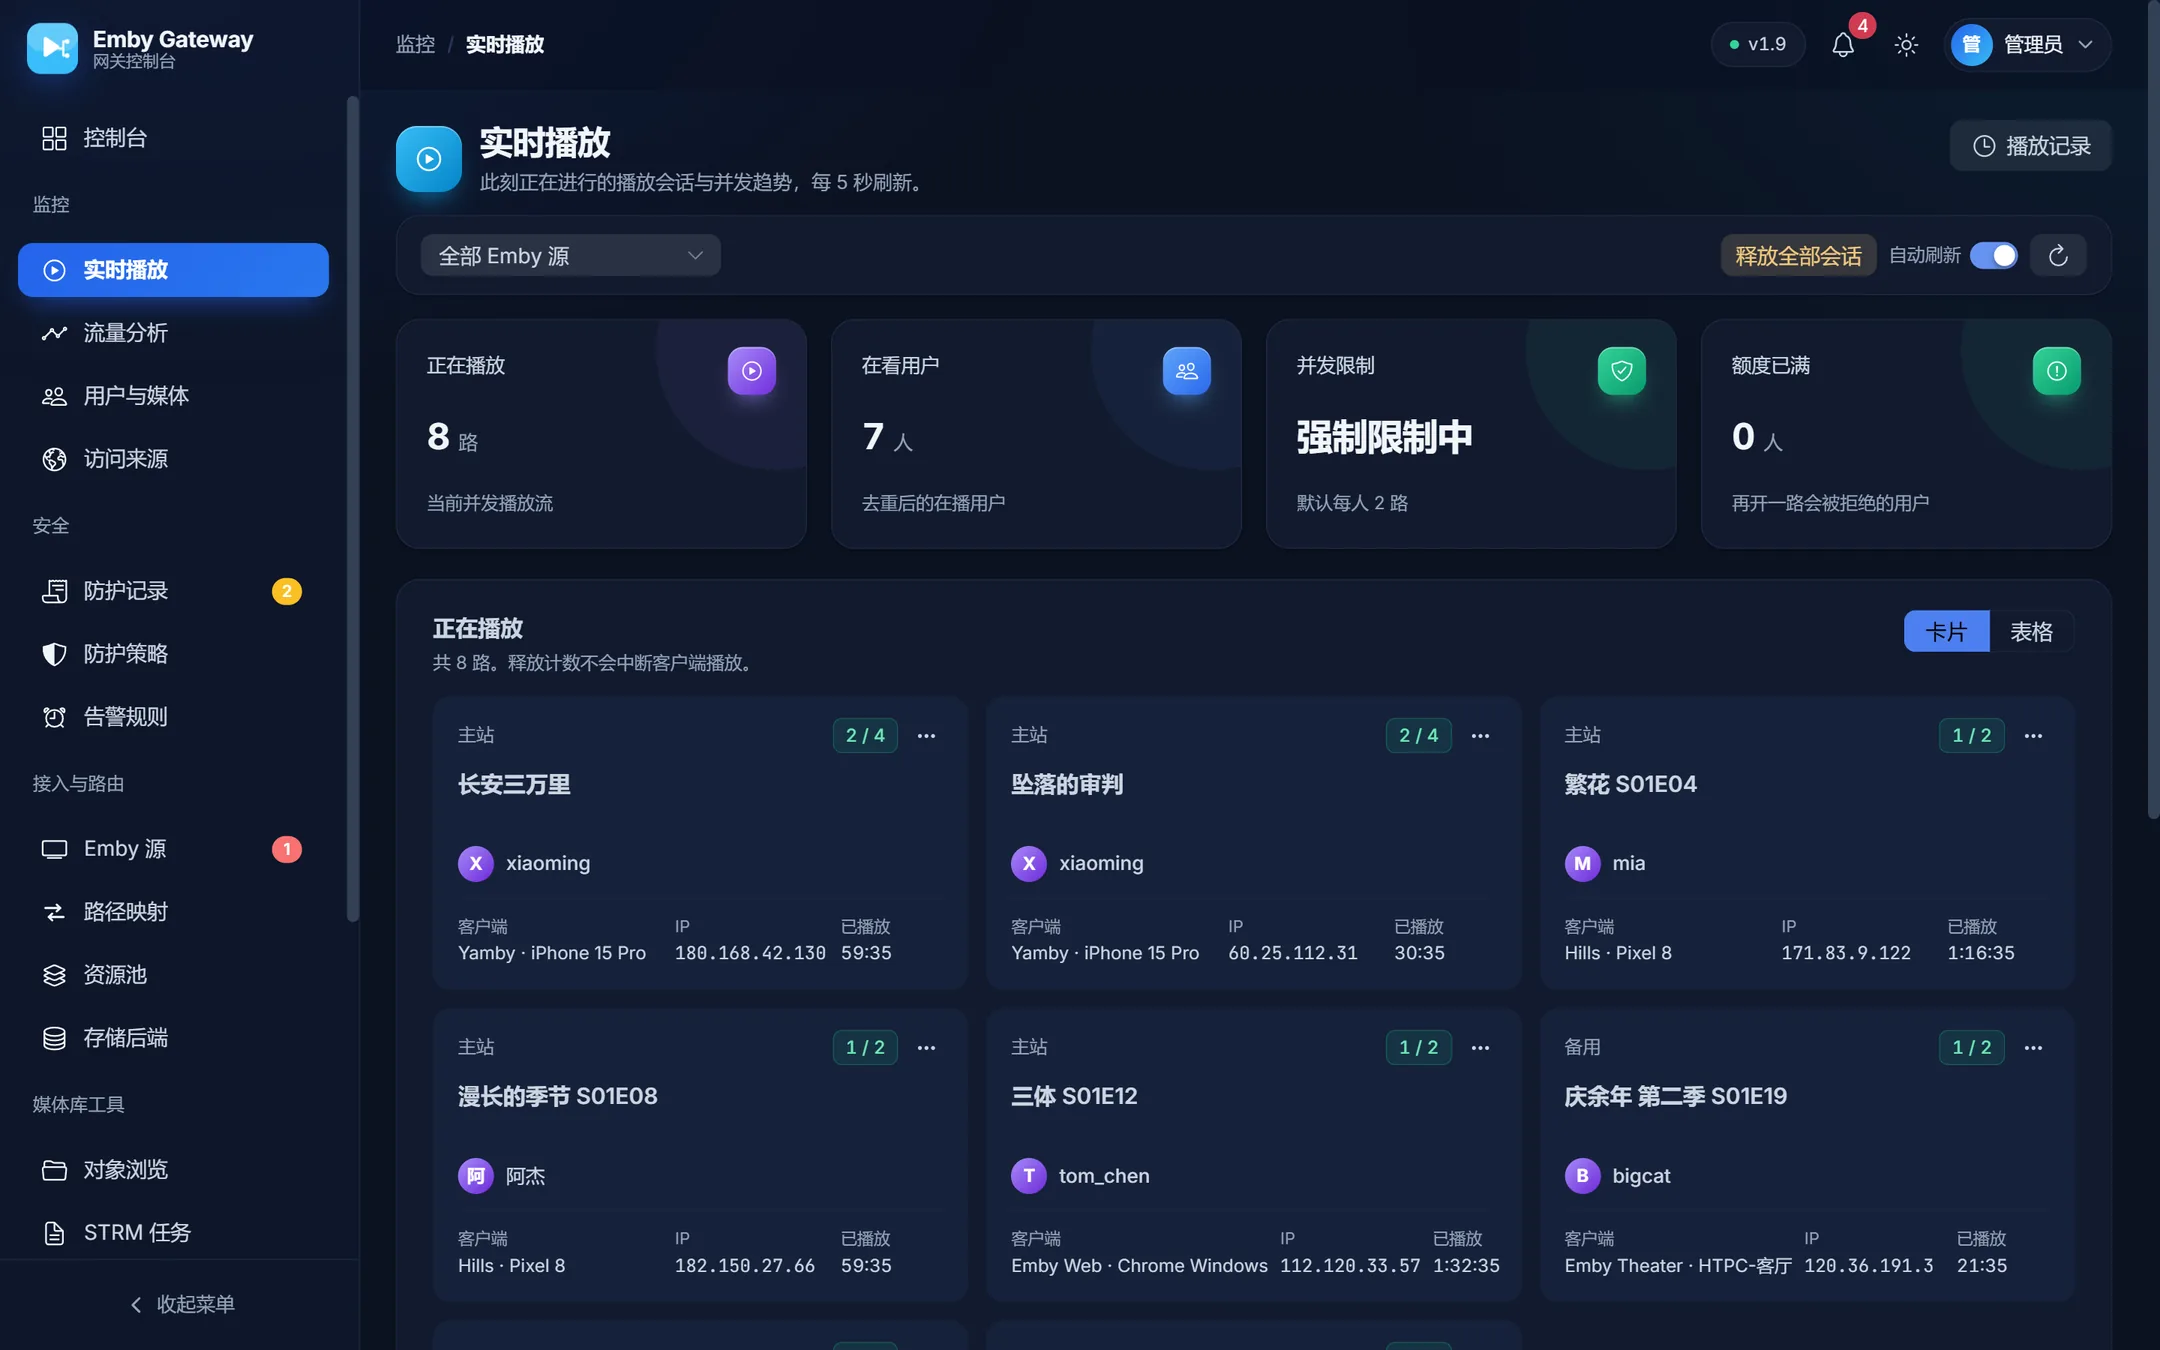 Emby Gateway
网关控制台
控制台
监控
实时播放
流量分析
用户与媒体
访问来源
安全
防护记录 2
防护策略
告警规则
接入与路由
Emby 源 1
路径映射
资源池
存储后端
媒体库工具
对象浏览
STRM 任务
收起菜单
监控 / 实时播放
v1.9
4
管 管理员
实时播放
此刻正在进行的播放会话与并发趋势，每 5 秒刷新。
播放记录
全部 Emby 源
释放全部会话
自动刷新
正在播放
8 路
当前并发播放流
在看用户
7 人
去重后的在播用户
并发限制
强制限制中
默认每人 2 路
额度已满
0 人
再开一路会被拒绝的用户
正在播放
共 8 路。释放计数不会中断客户端播放。
卡片 表格
主站 2 / 4
长安三万里
X xiaoming
客户端 IP 已播放
Yamby · iPhone 15 Pro 180.168.42.130 59:35
主站 2 / 4
坠落的审判
X xiaoming
客户端 IP 已播放
Yamby · iPhone 15 Pro 60.25.112.31 30:35
主站 1 / 2
繁花 S01E04
M mia
客户端 IP 已播放
Hills · Pixel 8 171.83.9.122 1:16:35
主站 1 / 2
漫长的季节 S01E08
阿 阿杰
客户端 IP 已播放
Hills · Pixel 8 182.150.27.66 59:35
主站 1 / 2
三体 S01E12
T tom_chen
客户端 IP 已播放
Emby Web · Chrome Windows 112.120.33.57 1:32:35
备用 1 / 2
庆余年 第二季 S01E19
B bigcat
客户端 IP 已播放
Emby Theater · HTPC-客厅 120.36.191.3 21:35